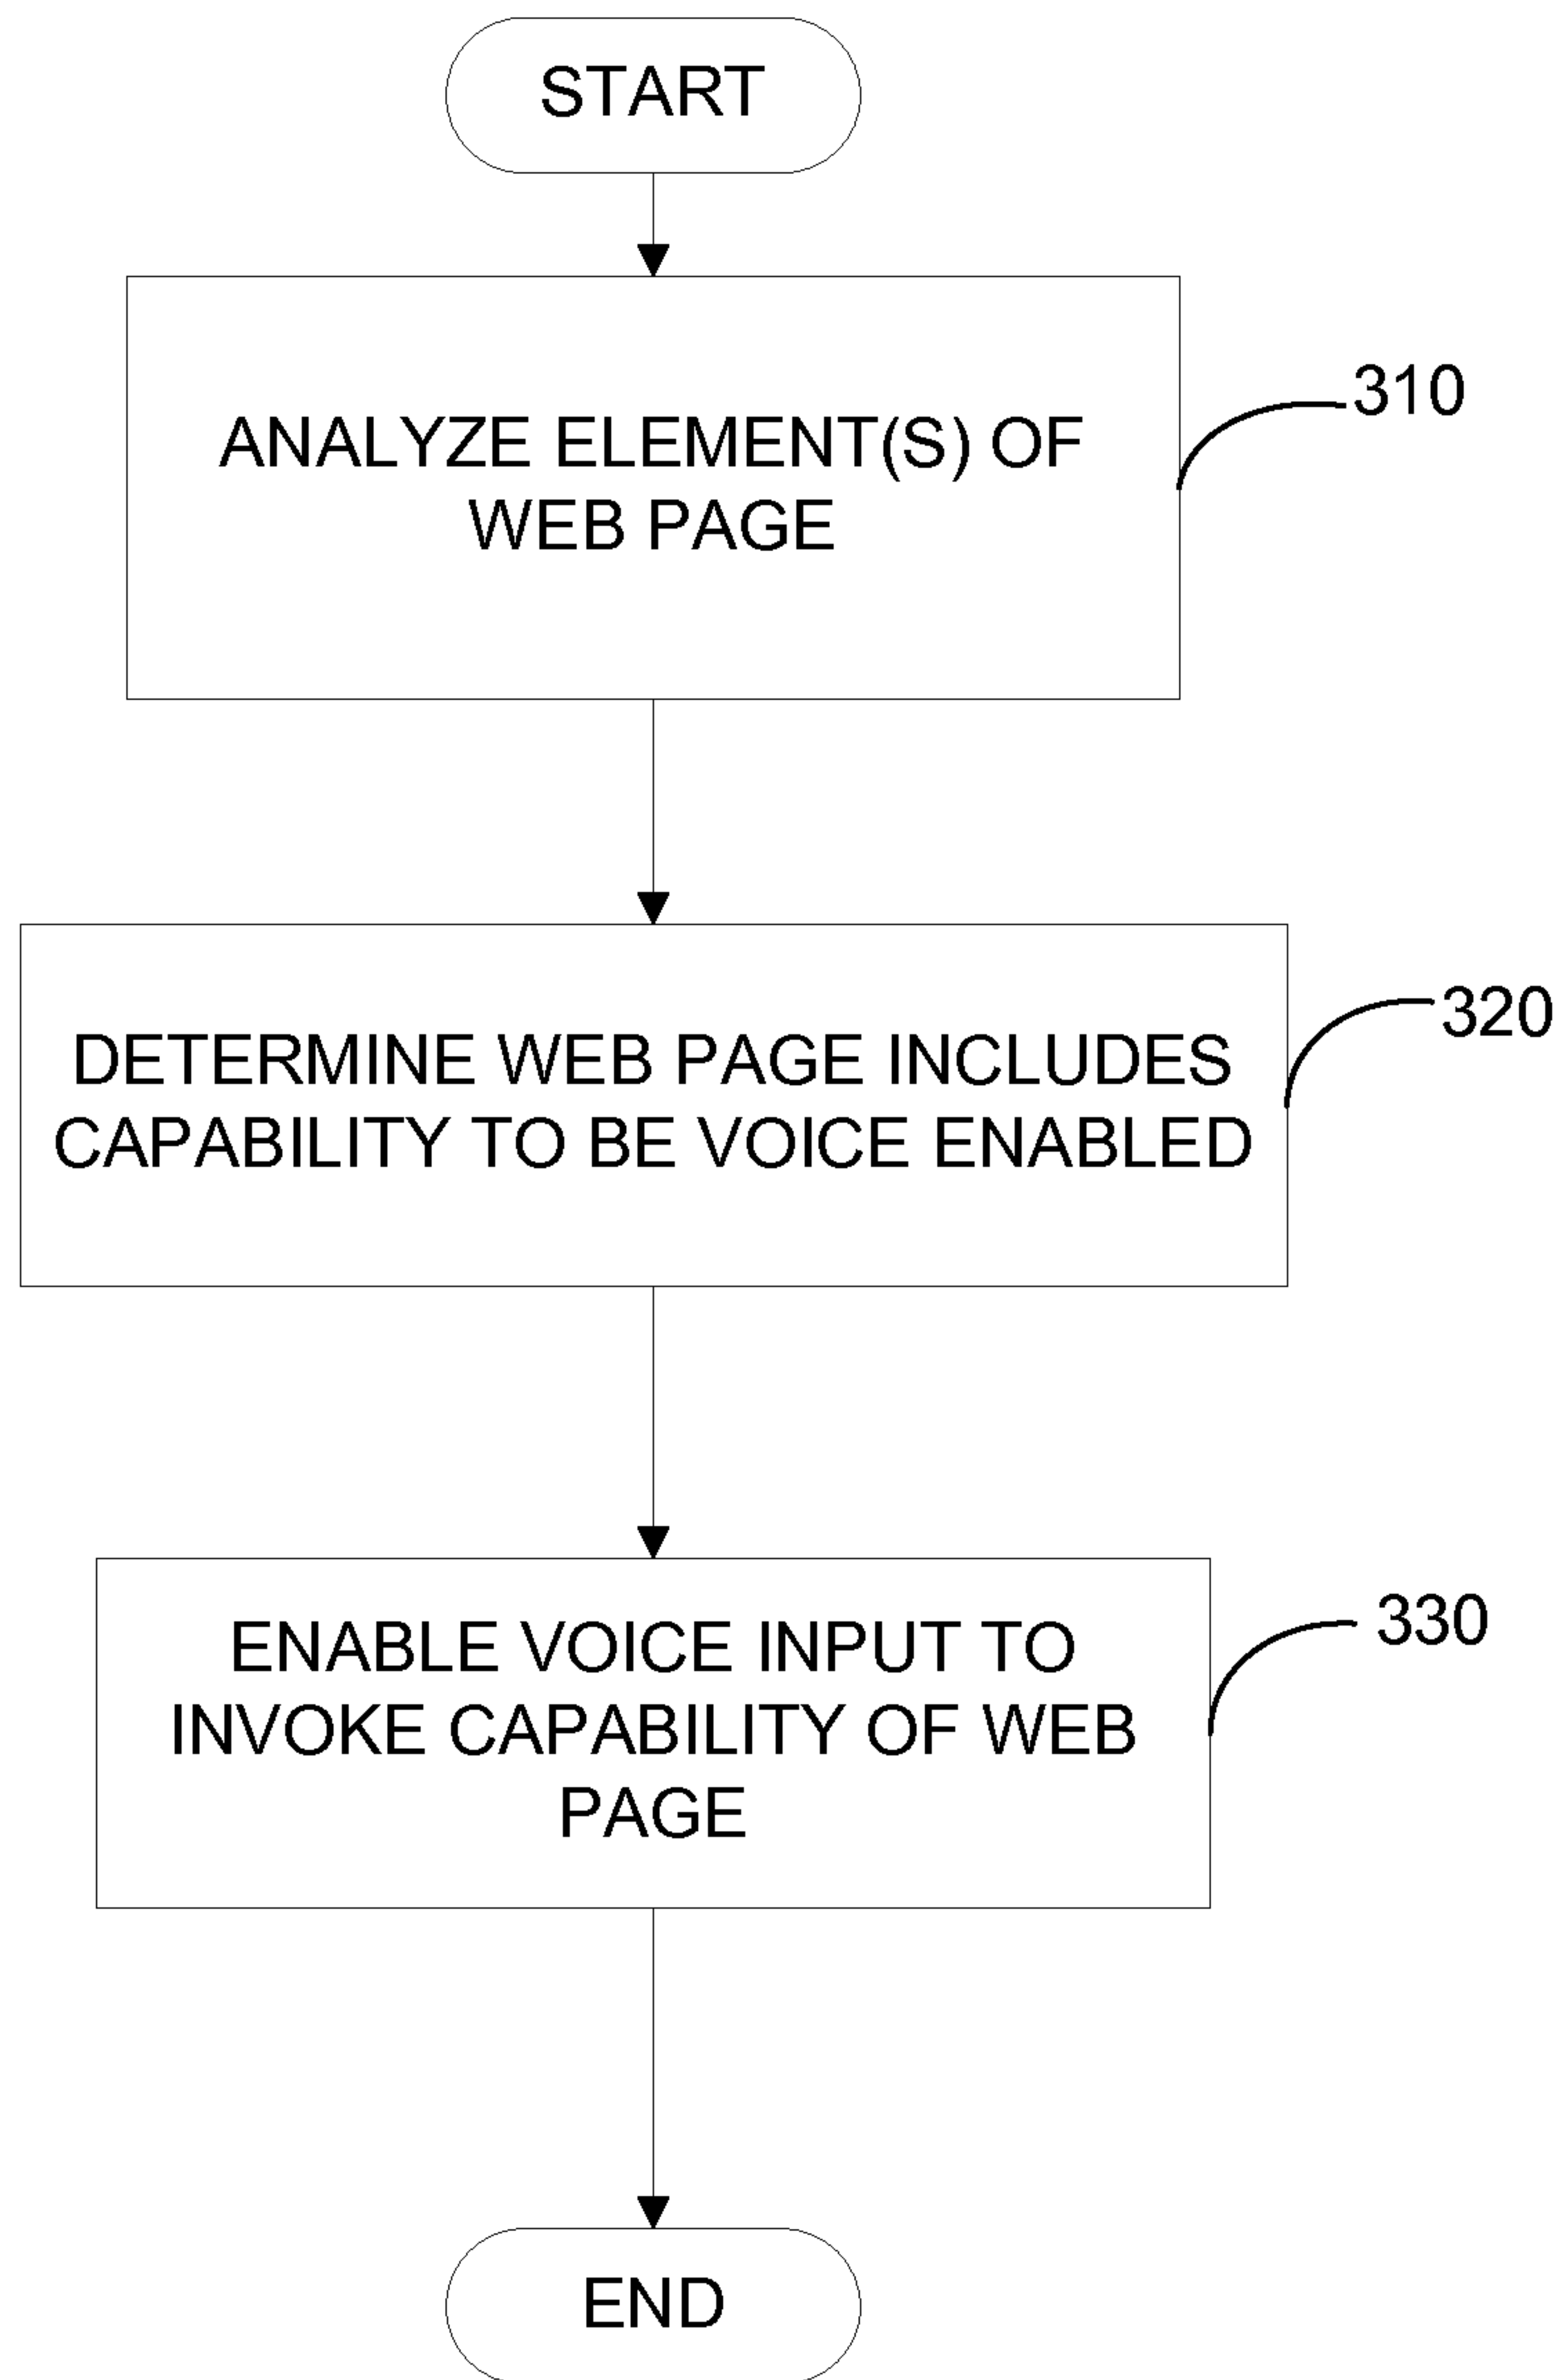 START
ANALYZE ELEMENT(S) OF
WEB PAGE
310
DETERMINE WEB PAGE INCLUDES
CAPABILITY TO BE VOICE ENABLED
320
ENABLE VOICE INPUT TO
INVOKE CAPABILITY OF WEB
PAGE
330
END